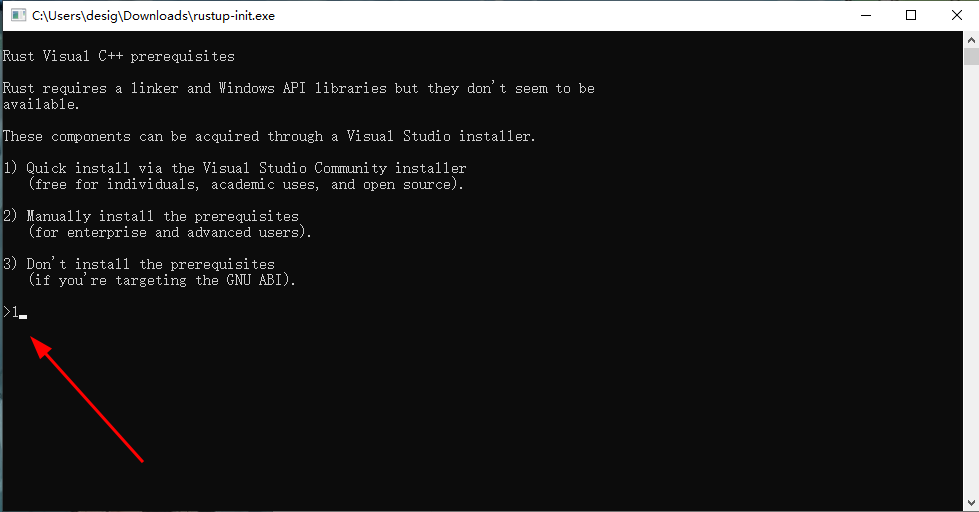 C:\Users\desig\Downloads\rustup-init.exe
Rust Visual C++ prerequisites
Rust requires a linker and Windows API libraries but they don't seem to be
available.
These components can be acquired through a Visual Studio installer.
1) Quick install via the Visual Studio Community installer
(free for individuals, academic uses, and open source).
2) Manually install the prerequisites
(for enterprise and advanced users).
3) Don't install the prerequisites
(if you're targeting the GNU ABI).
>1